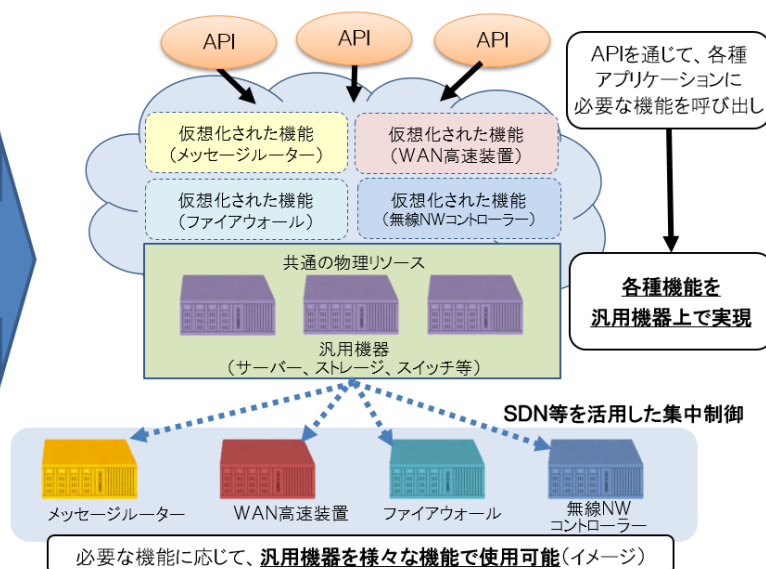 API
API
API
APIを通じて、各種
アプリケーションに
必要な機能を呼び出し
仮想化された機能
(メッセージルーター)
仮想化された機能
(WAN高速装置)
仮想化された機能
(ファイアウォール)
仮想化された機能
(無線NWコントローラー)
共通の物理リソース
汎用機器
(サーバー、ストレージ、スイッチ等)
各種機能を
汎用機器上で実現
SDN等を活用した集中制御
メッセージルーター
WAN高速装置
ファイアウォール
無線NW
コントローラー
必要な機能に応じて、汎用機器を様々な機能で使用可能(イメージ)